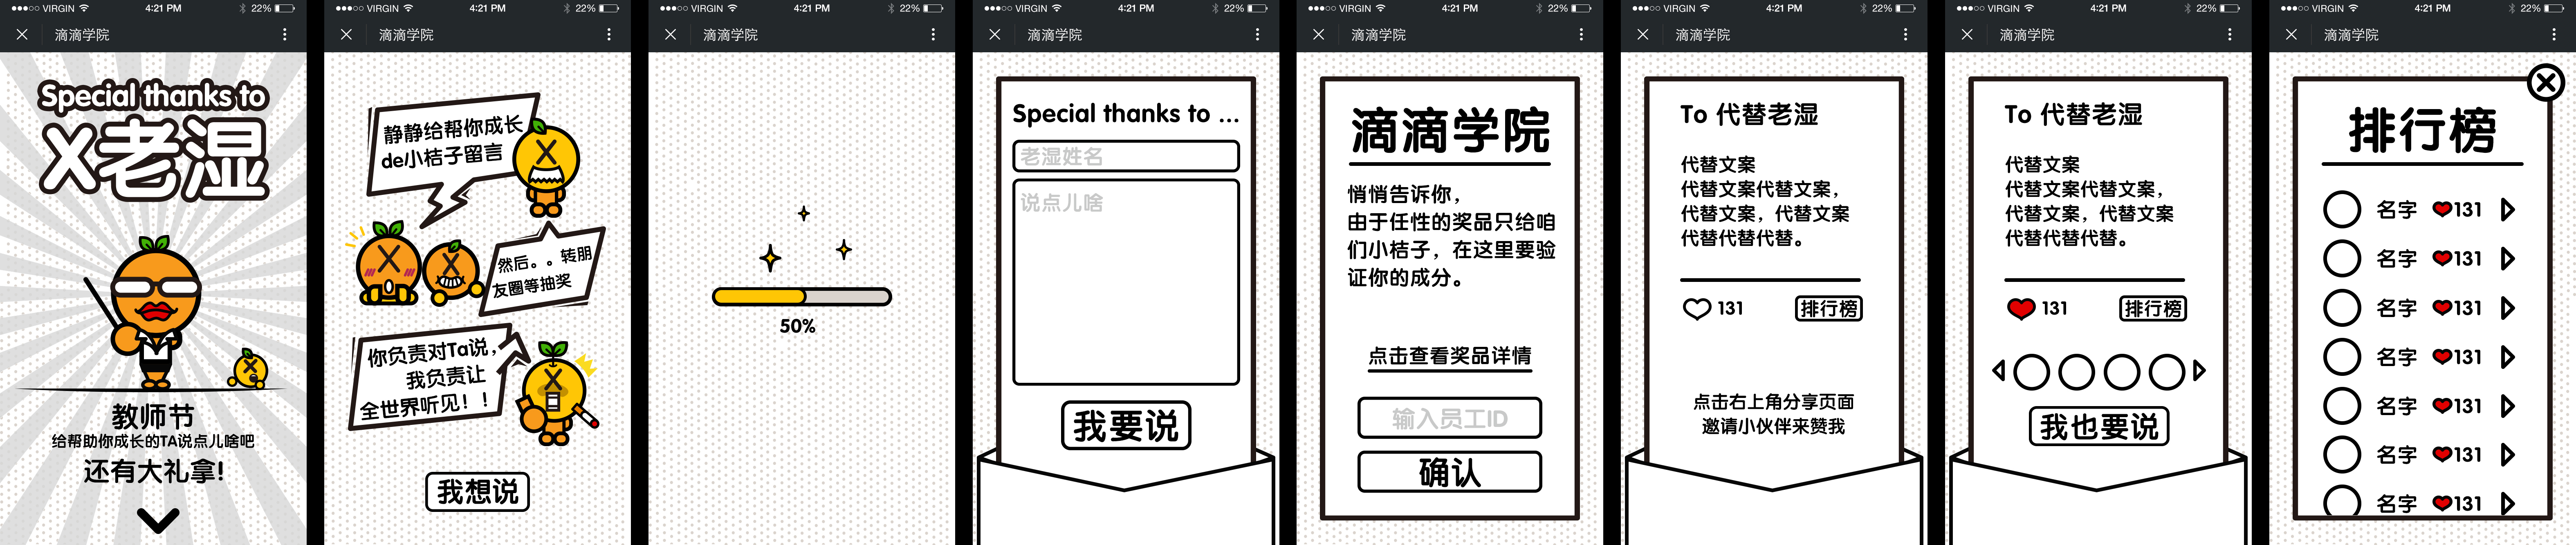 ●●●○○ VIRGIN 4:21 PM 22%
滴滴学院
Special thanks to
X老湿
教师节
给帮助你成长的TA说点儿啥吧
还有大礼拿!
●●●○○ VIRGIN 4:21 PM 22%
滴滴学院
静静给帮你成长
de小桔子留言
然后。。转朋
友圈等抽奖
你负责对Ta说，
我负责让
全世界听见！！
我想说
●●●○○ VIRGIN 4:21 PM 22%
滴滴学院
50%
●●●○○ VIRGIN 4:21 PM 22%
滴滴学院
Special thanks to ...
老湿姓名
说点儿啥
我要说
●●●○○ VIRGIN 4:21 PM 22%
滴滴学院
滴滴学院
悄悄告诉你，
由于任性的奖品只给咱
们小桔子，在这里要验
证你的成分。
点击查看奖品详情
输入员工ID
确认
●●●○○ VIRGIN 4:21 PM 22%
滴滴学院
To 代替老湿
代替文案
代替文案代替文案，
代替文案，代替文案
代替代替代替。
131 排行榜
点击右上角分享页面
邀请小伙伴来赞我
●●●○○ VIRGIN 4:21 PM 22%
滴滴学院
To 代替老湿
代替文案
代替文案代替文案，
代替文案，代替文案
代替代替代替。
131 排行榜
我也要说
●●●○○ VIRGIN 4:21 PM 22%
滴滴学院
排行榜
名字 131
名字 131
名字 131
名字 131
名字 131
名字 131
名字 131